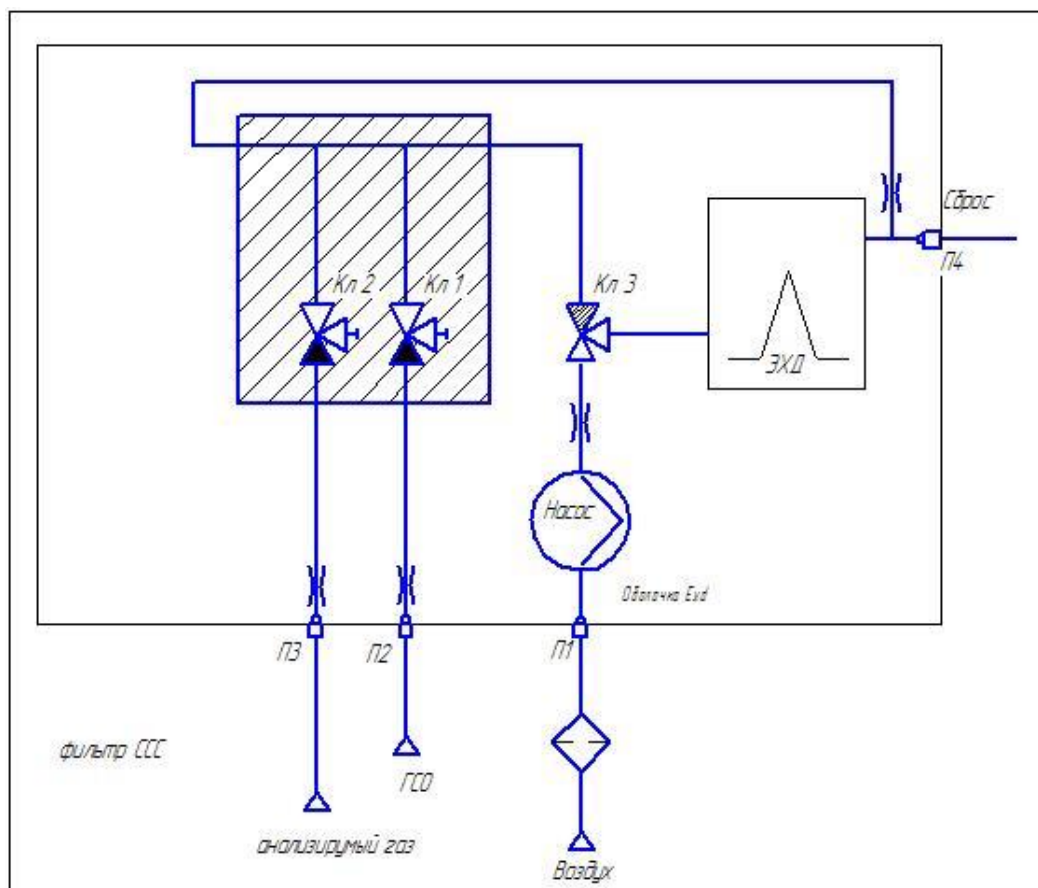 Сброс
П4
Кл 2
Кл 1
Кл 3
ЭХД
Насос
Оболочка Exd
П3
П2
П1
фильтр ССС
ГСО
анализирумый газ
Воздух